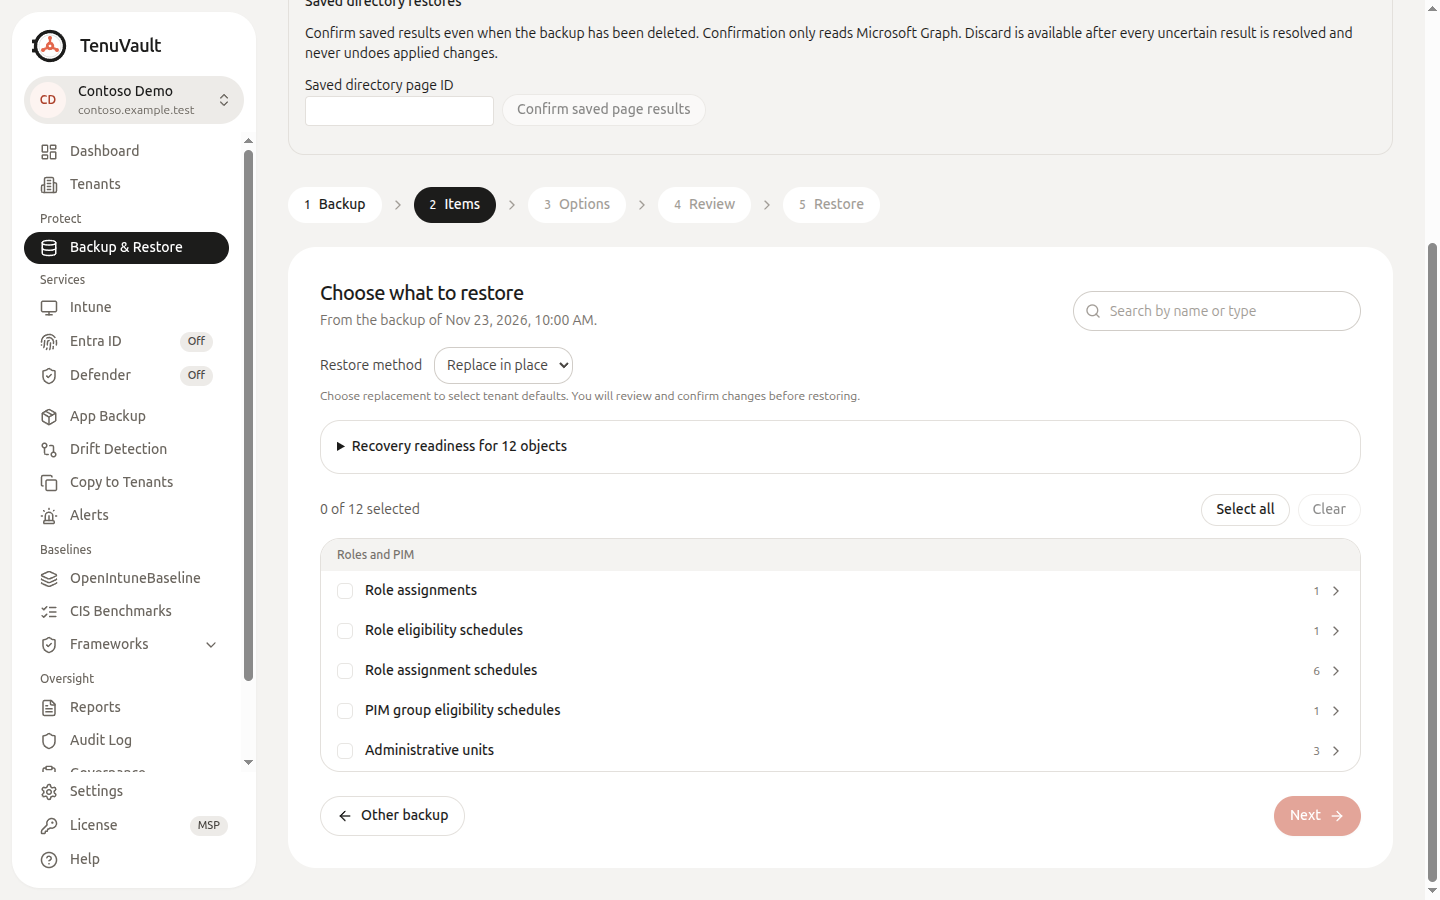 TenuVault
CD
Contoso Demo
contoso.example.test
Dashboard
Tenants
Protect
Backup & Restore
Services
Intune
Entra ID
Off
Defender
Off
App Backup
Drift Detection
Copy to Tenants
Alerts
Baselines
OpenIntuneBaseline
CIS Benchmarks
Frameworks
Oversight
Reports
Audit Log
Governance
Settings
License
MSP
Help
Saved directory restores
Confirm saved results even when the backup has been deleted. Confirmation only reads Microsoft Graph. Discard is available after every uncertain result is resolved and
never undoes applied changes.
Saved directory page ID
Confirm saved page results
1 Backup
2 Items
3 Options
4 Review
5 Restore
Choose what to restore
From the backup of Nov 23, 2026, 10:00 AM.
Search by name or type
Restore method
Replace in place
Choose replacement to select tenant defaults. You will review and confirm changes before restoring.
Recovery readiness for 12 objects
0 of 12 selected
Select all
Clear
Roles and PIM
Role assignments
1
Role eligibility schedules
1
Role assignment schedules
6
PIM group eligibility schedules
1
Administrative units
3
Other backup
Next